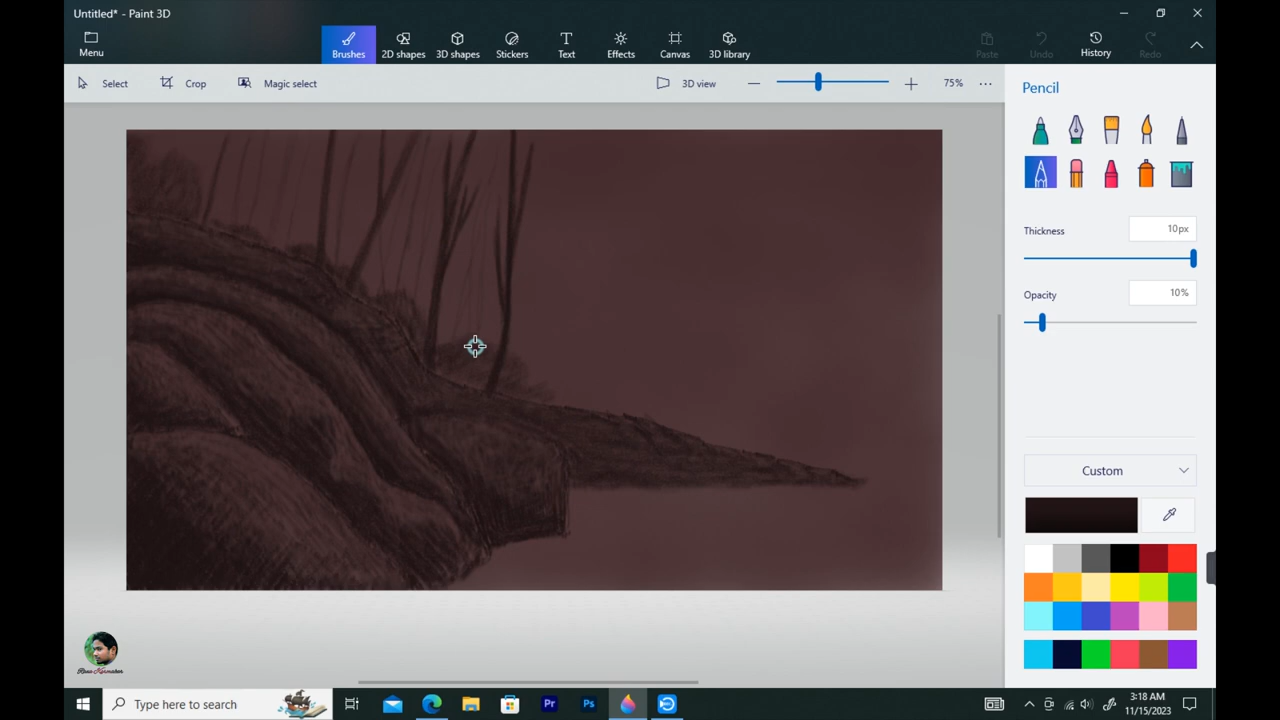 Untitled* - Paint 3D
Menu
Brushes
2D shapes
3D shapes
Stickers
Text
Effects
Canvas
3D library
Paste
Undo
History
Redo
Select
Crop
Magic select
3D view
75%
Pencil
Thickness
10px
Opacity
10%
Custom
Type here to search
Pr
Ps
3:18 AM
11/15/2023